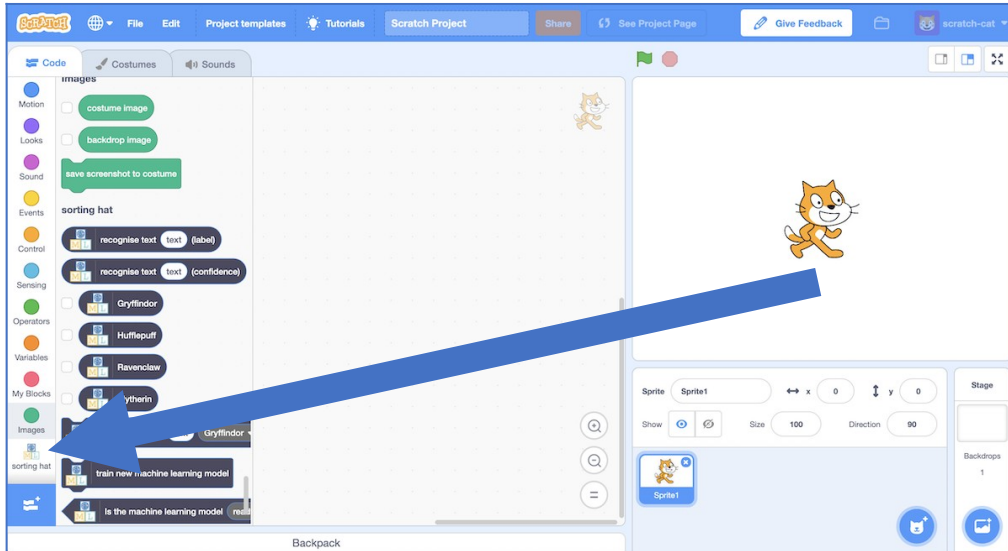 SCRATCH File Edit Project templates Tutorials Scratch Project Share See Project Page Give Feedback scratch-cat
Code Costumes Sounds
Motion
Looks
Sound
Events
Control
Sensing
Operators
Variables
My Blocks
Images
sorting hat
Images
costume image
backdrop image
save screenshot to costume
sorting hat
recognise text text (label)
recognise text text (confidence)
Gryffindor
Hufflepuff
Ravenclaw
Gryffindor
train new machine learning model
Is the machine learning model
Backpack
Sprite Sprite1 x 0 y 0
Show Size 100 Direction 90
Sprite1
Stage
Backdrops
1